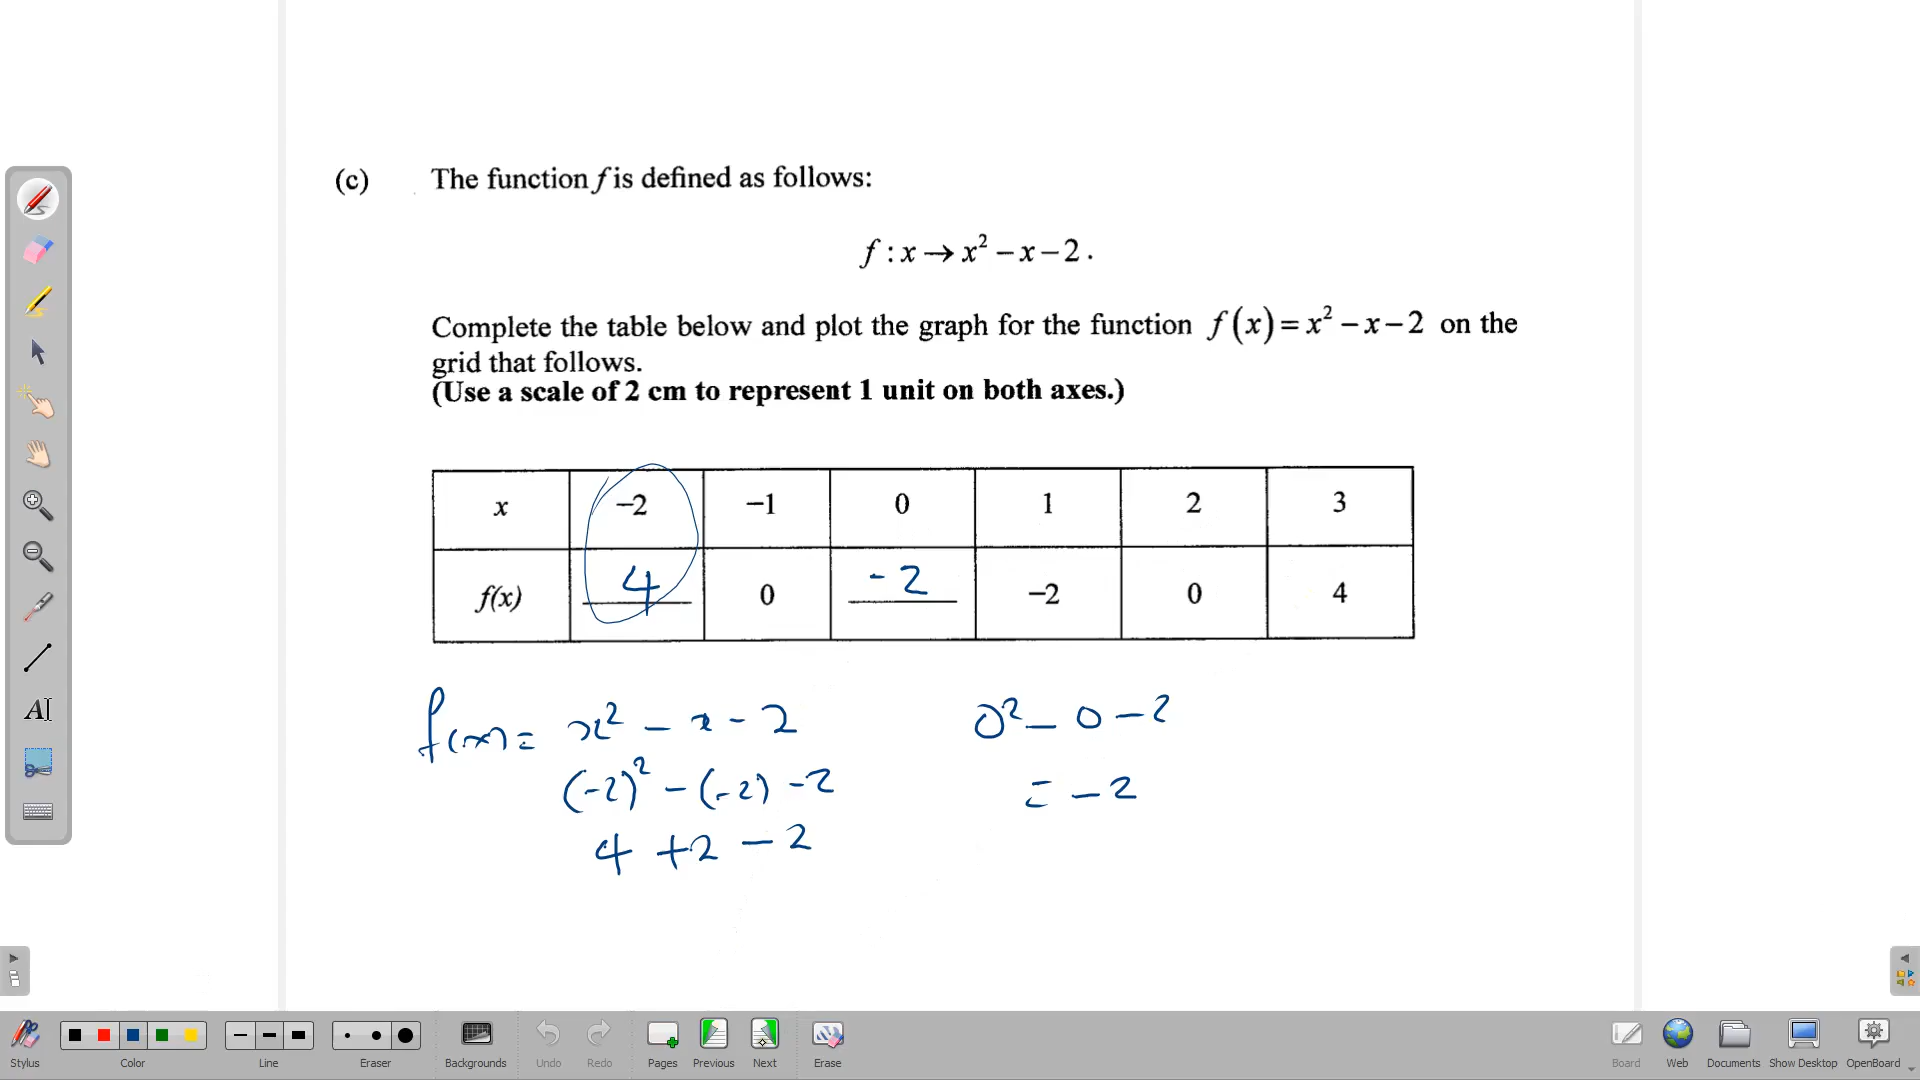 (c) The function f is defined as follows:
f : x → x² – x – 2 .
Complete the table below and plot the graph for the function f (x) = x² – x – 2 on the
grid that follows.
(Use a scale of 2 cm to represent 1 unit on both axes.)
x –2 –1 0 1 2 3
f(x) 4 0 -2 –2 0 4
f(x) = x² – x – 2 0² – 0 – 2
(-2)² – (-2) -2 = – 2
4 +2 – 2
AI
Stylus Color Line Eraser Backgrounds Undo Redo Pages Previous Next Erase Board Web Documents Show Desktop OpenBoard